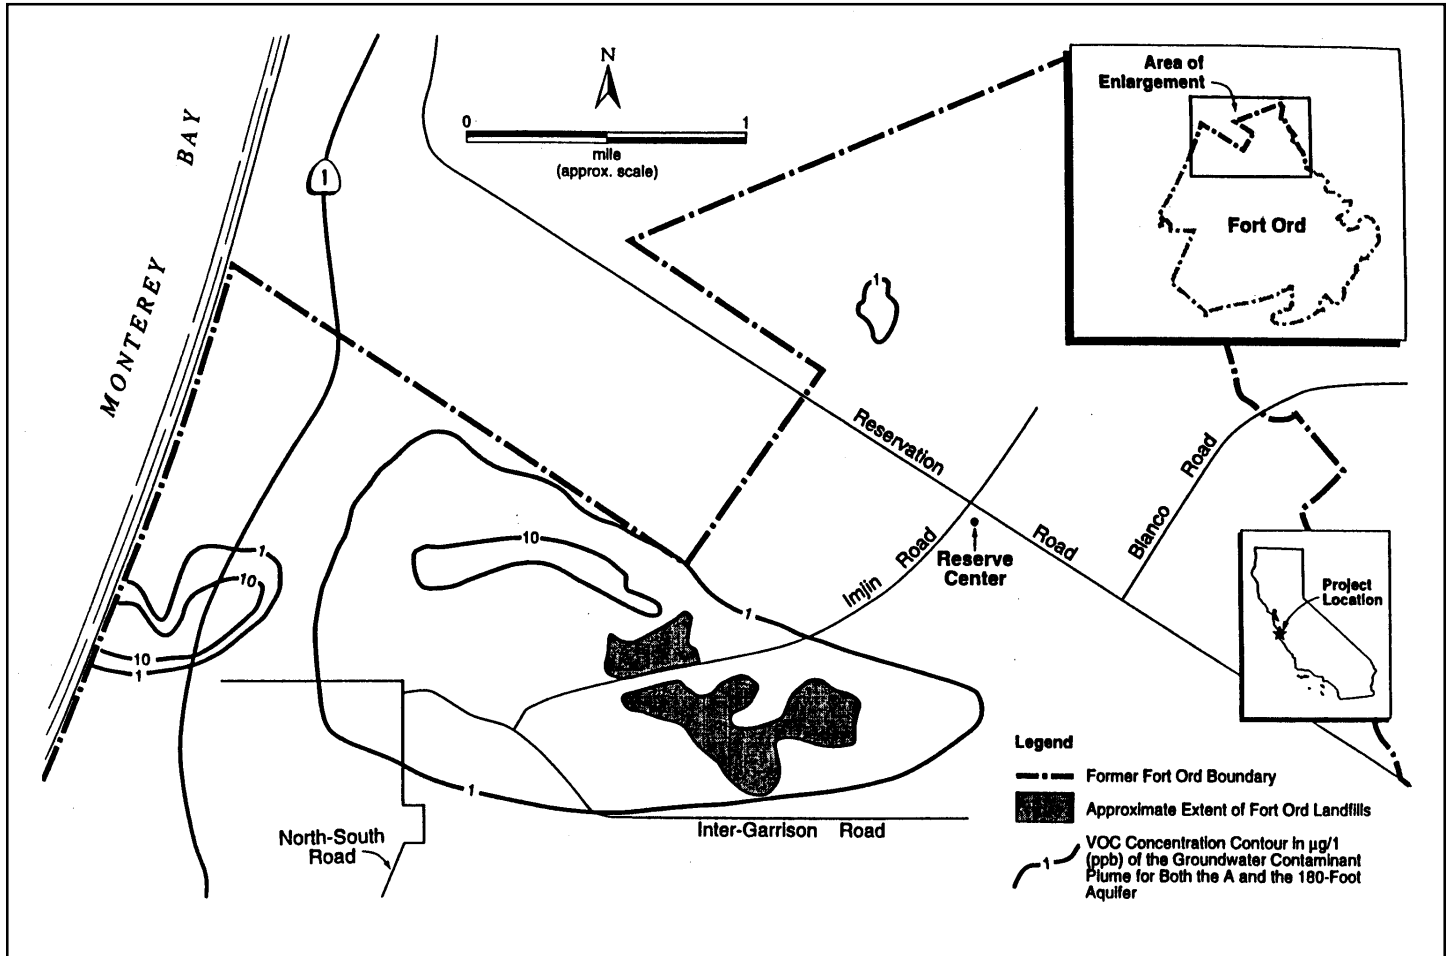 N
0
1
mile
(approx. scale)
MONTEREY BAY
1
Area of
Enlargement
Fort Ord
1
Reservation Road
Blanco Road
Imjin Road
Reserve
Center
10
1
1
10
10
1
1
Project
Location
North-South
Road
Inter-Garrison Road
Legend
Former Fort Ord Boundary
Approximate Extent of Fort Ord Landfills
1
VOC Concentration Contour in µg/1
(ppb) of the Groundwater Contaminant
Plume for Both the A and the 180-Foot
Aquifer